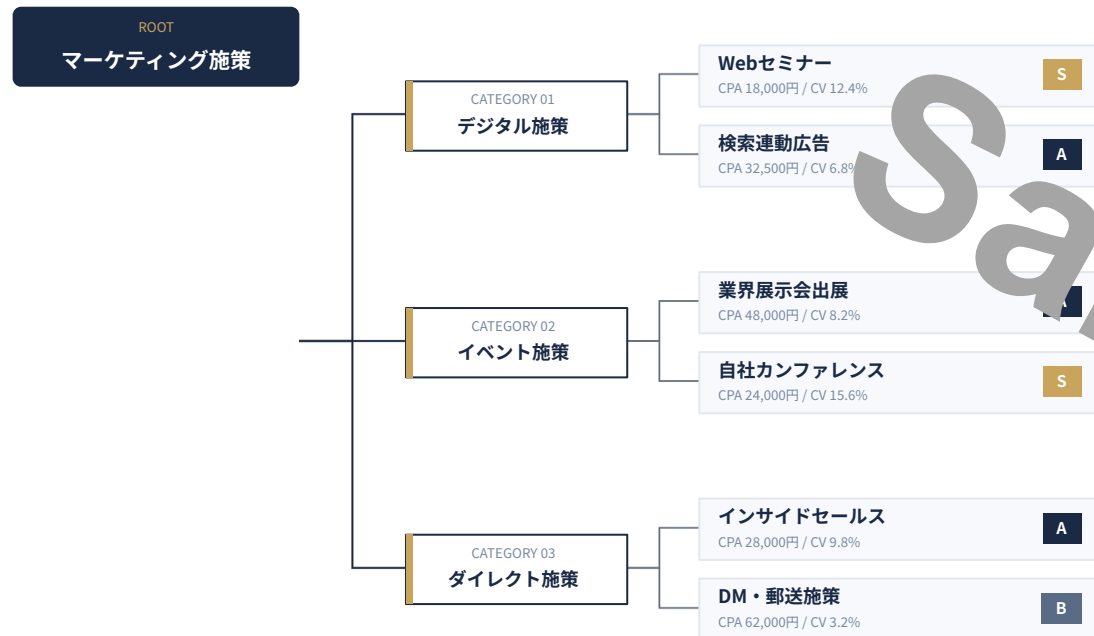 ROOT
マーケティング施策
CATEGORY 01
デジタル施策
Webセミナー
CPA 18,000円 / CV 12.4%
S
検索連動広告
CPA 32,500円 / CV 6.8%
A
CATEGORY 02
イベント施策
業界展示会出展
CPA 48,000円 / CV 8.2%
A
自社カンファレンス
CPA 24,000円 / CV 15.6%
S
CATEGORY 03
ダイレクト施策
インサイドセールス
CPA 28,000円 / CV 9.8%
A
DM・郵送施策
CPA 62,000円 / CV 3.2%
B
Sa